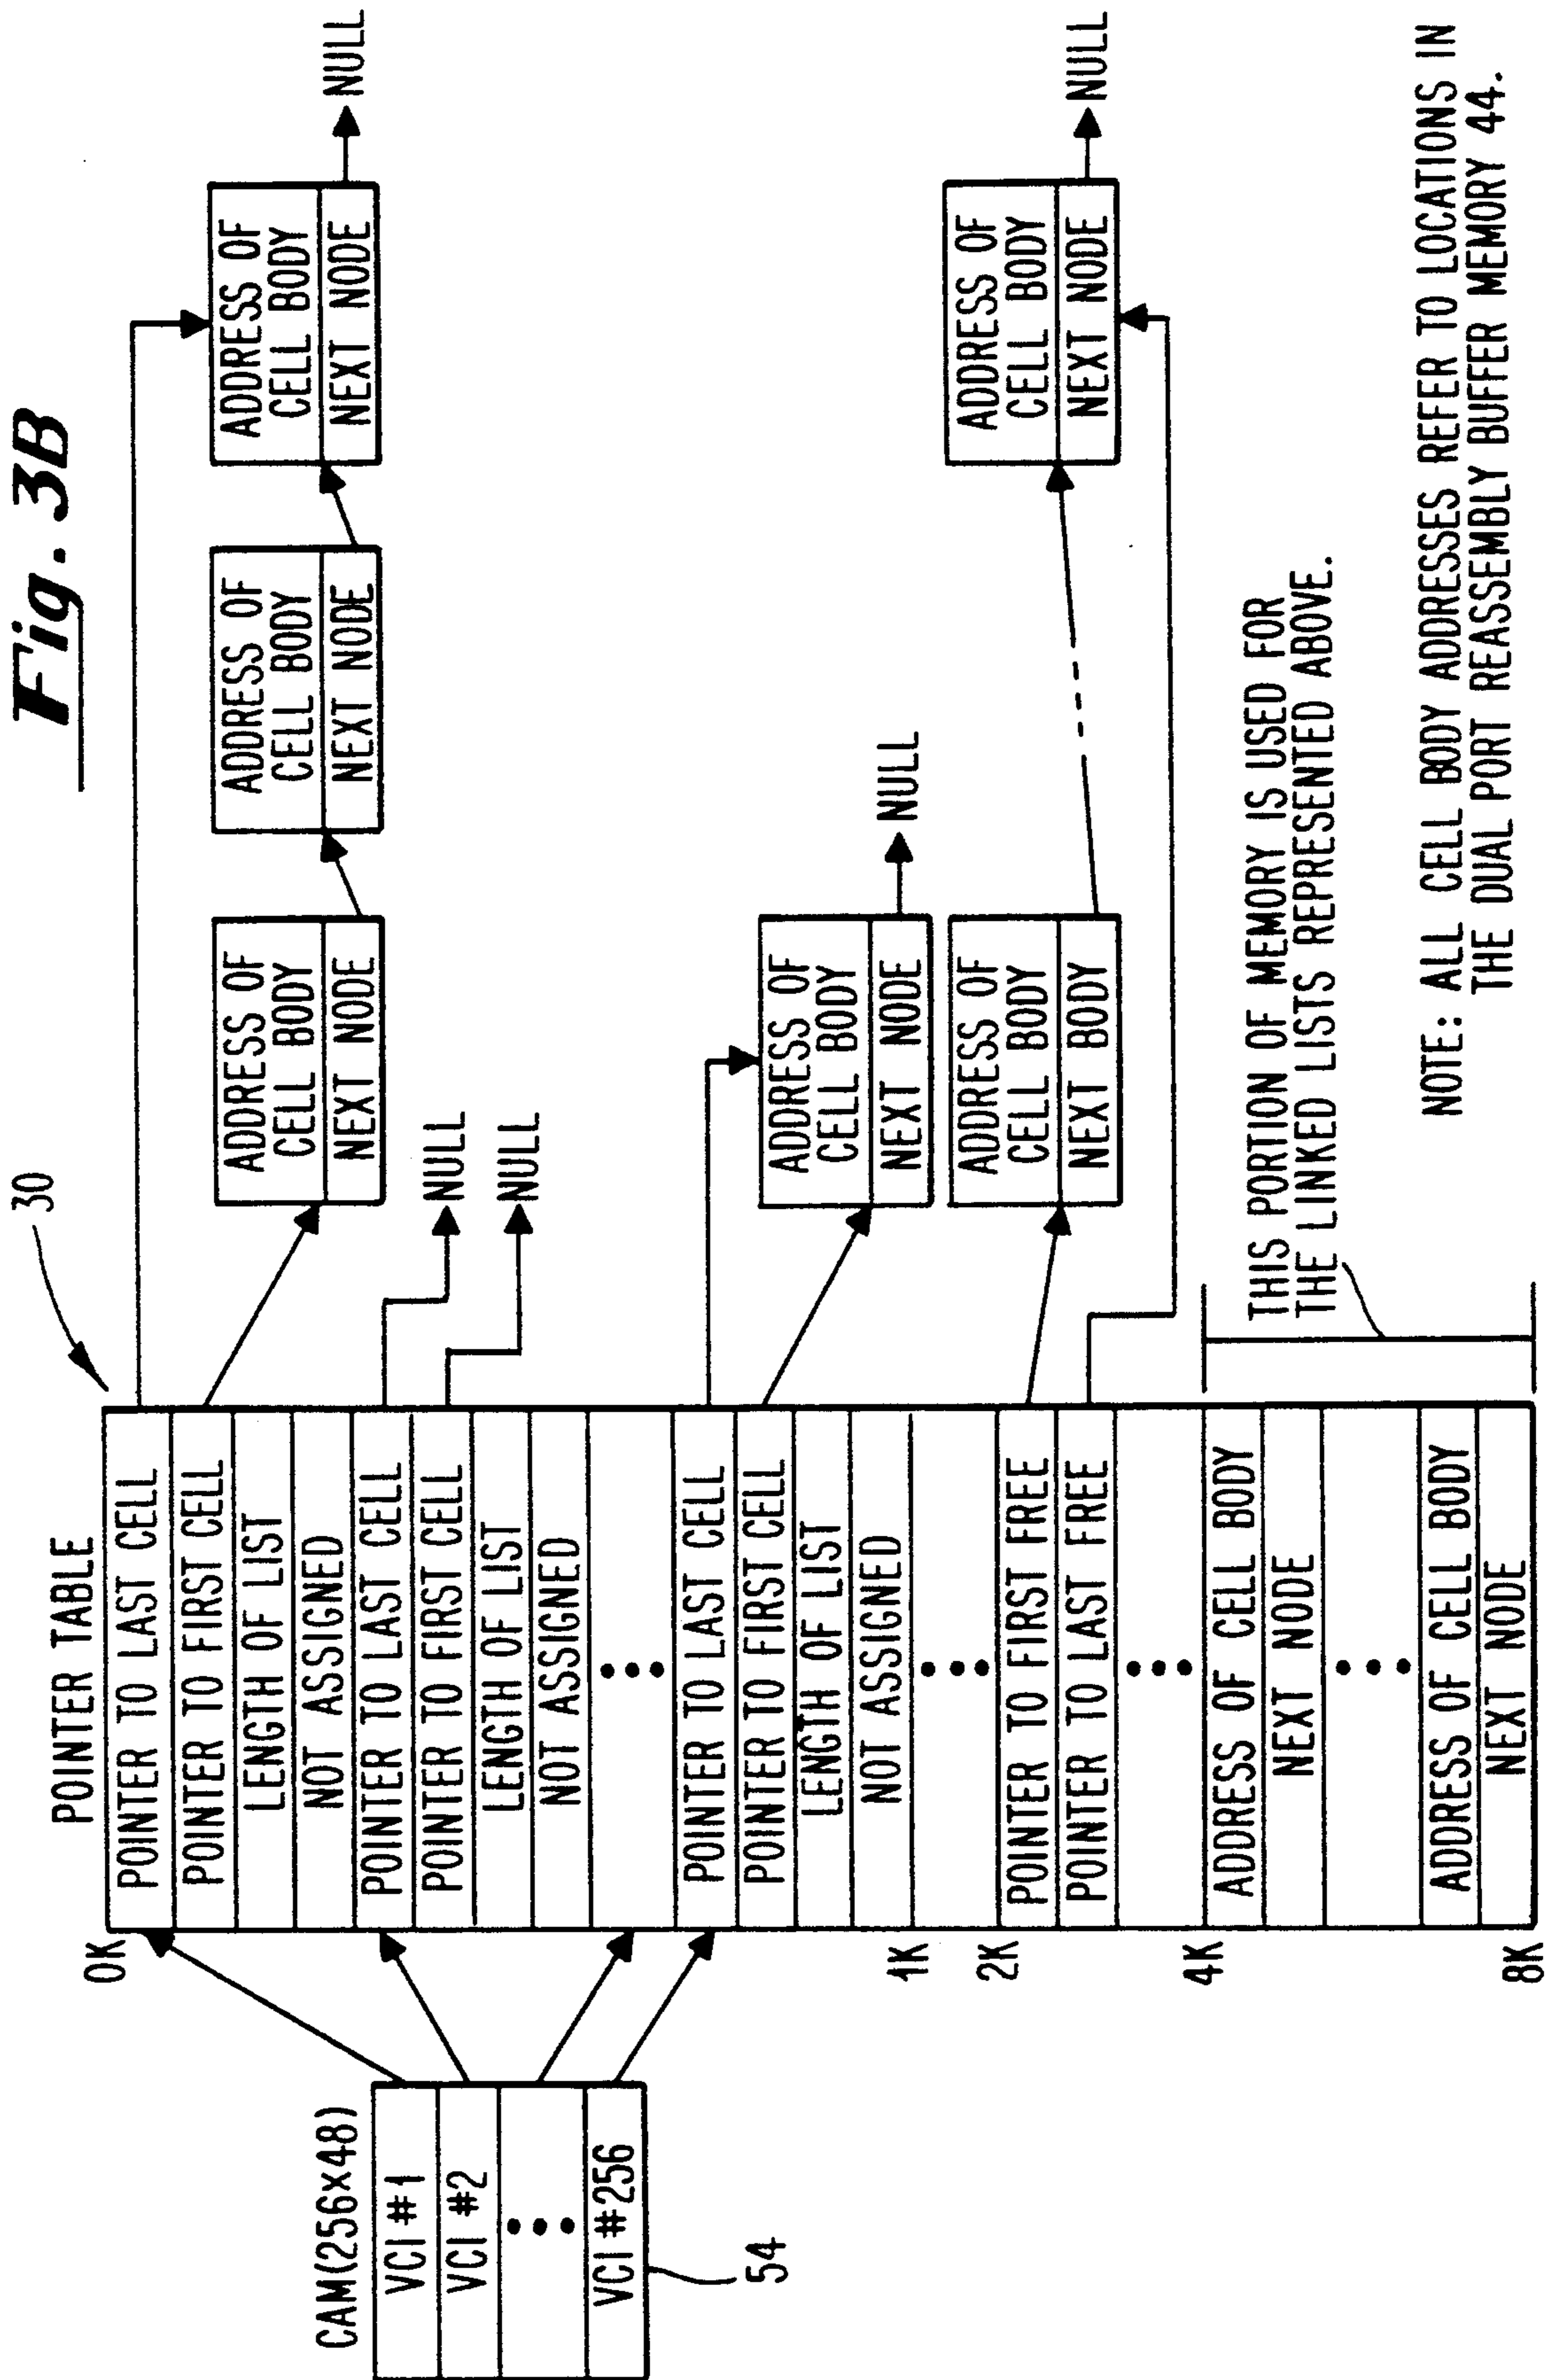 Fig. 3B
30
POINTER TABLE
CAM(256x48)
VCI #1
VCI #2
•••
VCI #256
54
0K
1K
2K
4K
8K
POINTER TO LAST CELL
POINTER TO FIRST CELL
LENGTH OF LIST
NOT ASSIGNED
POINTER TO LAST CELL
POINTER TO FIRST CELL
LENGTH OF LIST
NOT ASSIGNED
•••
POINTER TO LAST CELL
POINTER TO FIRST CELL
LENGTH OF LIST
NOT ASSIGNED
•••
POINTER TO FIRST FREE
POINTER TO LAST FREE
•••
ADDRESS OF CELL BODY
NEXT NODE
•••
ADDRESS OF CELL BODY
NEXT NODE
ADDRESS OF
CELL BODY
NEXT NODE
ADDRESS OF
CELL BODY
NEXT NODE
ADDRESS OF
CELL BODY
NEXT NODE
NULL
NULL
NULL
ADDRESS OF
CELL BODY
NEXT NODE
NULL
ADDRESS OF
CELL BODY
NEXT BODY
ADDRESS OF
CELL BODY
NEXT NODE
NULL
THIS PORTION OF MEMORY IS USED FOR
THE LINKED LISTS REPRESENTED ABOVE.
NOTE: ALL CELL BODY ADDRESSES REFER TO LOCATIONS IN
THE DUAL PORT REASSEMBLY BUFFER MEMORY 44.